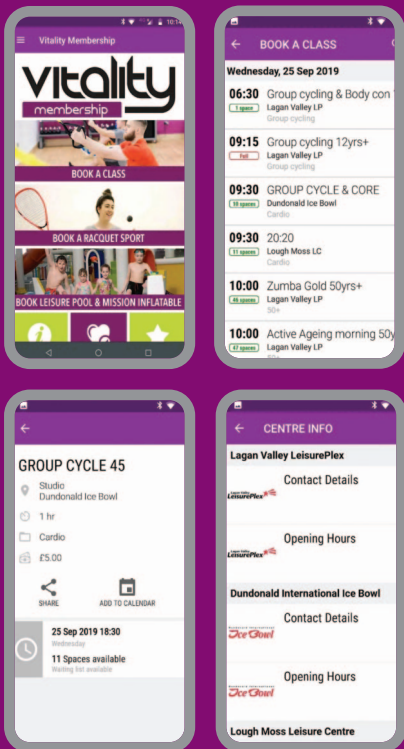 10:14
Vitality Membership
vitality
membership
BOOK A CLASS
BOOK A RACQUET SPORT
BOOK LEISURE POOL & MISSION INFLATABLE
BOOK A CLASS
Wednesday, 25 Sep 2019
06:30 Group cycling & Body con
1 space Lagan Valley LP
Group cycling
09:15 Group cycling 12yrs+
Full Lagan Valley LP
Group cycling
09:30 GROUP CYCLE & CORE
19 spaces Dundonald Ice Bowl
Cardio
09:30 20:20
11 spaces Lough Moss LC
Cardio
10:00 Zumba Gold 50yrs+
46 spaces Lagan Valley LP
50+
10:00 Active Ageing morning 50y
47 spaces Lagan Valley LP
GROUP CYCLE 45
Studio
Dundonald Ice Bowl
1 hr
Cardio
£5.00
SHARE ADD TO CALENDAR
25 Sep 2019 18:30
Wednesday
11 Spaces available
Waiting list available
CENTRE INFO
Lagan Valley LeisurePlex
Contact Details
Lagan Valley
LeisurePlex
Opening Hours
Lagan Valley
LeisurePlex
Dundonald International Ice Bowl
Contact Details
Ice Bowl
Opening Hours
Ice Bowl
Lough Moss Leisure Centre